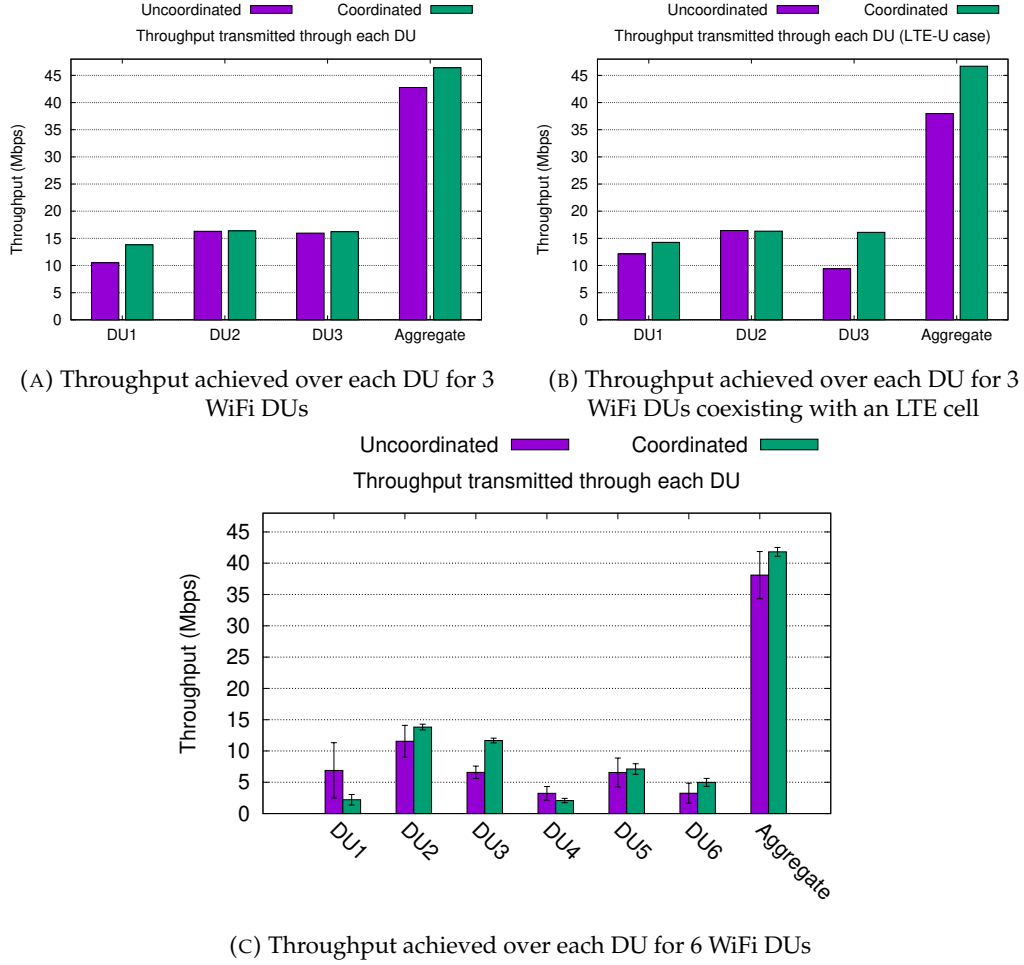 Uncoordinated Coordinated
Throughput transmitted through each DU
Throughput (Mbps)
45
40
35
30
25
20
15
10
5
0
DU1 DU2 DU3 Aggregate
(A) Throughput achieved over each DU for 3
WiFi DUs
Uncoordinated Coordinated
Throughput transmitted through each DU (LTE-U case)
Throughput (Mbps)
45
40
35
30
25
20
15
10
5
0
DU1 DU2 DU3 Aggregate
(B) Throughput achieved over each DU for 3
WiFi DUs coexisting with an LTE cell
Uncoordinated Coordinated
Throughput transmitted through each DU
Throughput (Mbps)
45
40
35
30
25
20
15
10
5
0
DU1 DU2 DU3 DU4 DU5 DU6 Aggregate
(C) Throughput achieved over each DU for 6 WiFi DUs